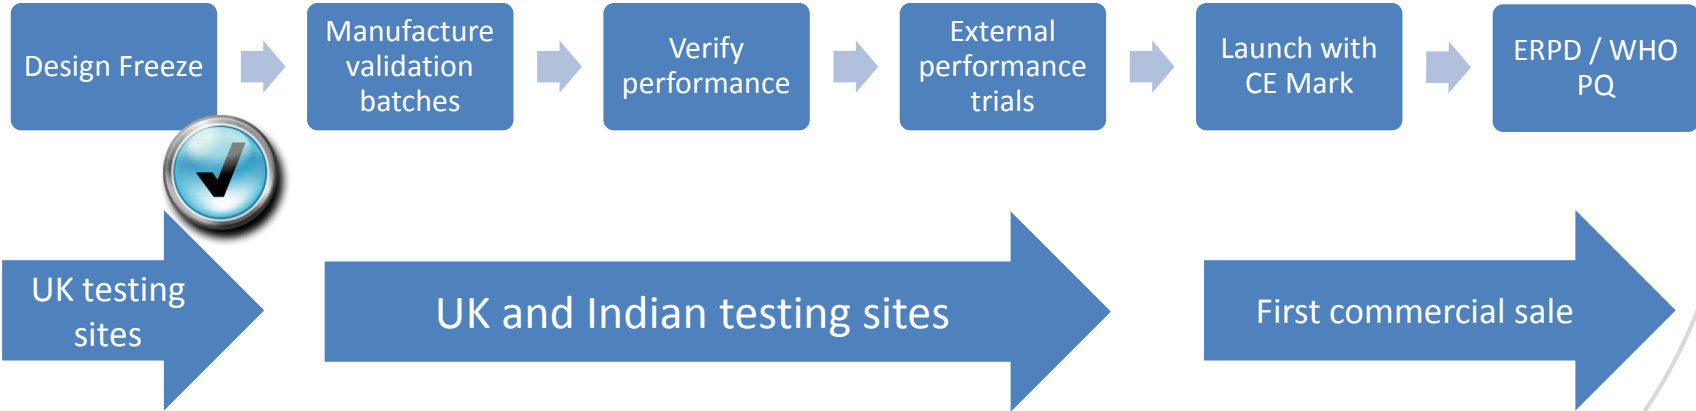 Design Freeze
Manufacture
validation
batches
Verify
performance
External
performance
trials
Launch with
CE Mark
ERPD / WHO
PQ
UK testing
sites
UK and Indian testing sites
First commercial sale